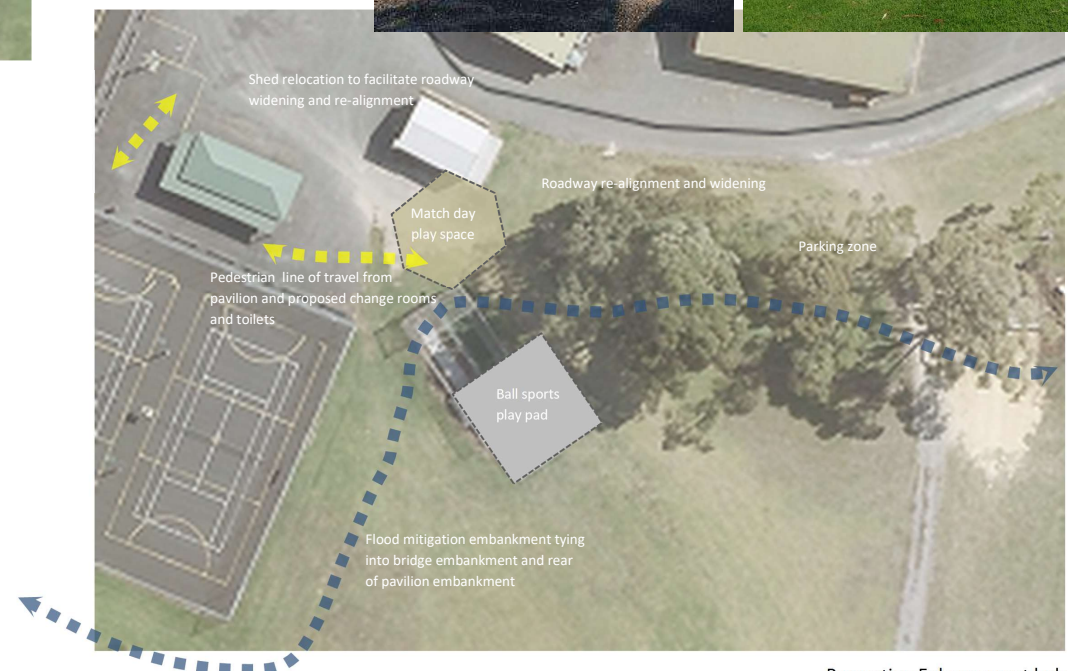 Shed relocation to facilitate roadway
widening and re-alignment
Roadway re-alignment and widening
Match day
play space
Parking zone
Pedestrian line of travel from
pavilion and proposed change rooms
and toilets
Ball sports
play pad
Flood mitigation embankment tying
into bridge embankment and rear
of pavilion embankment